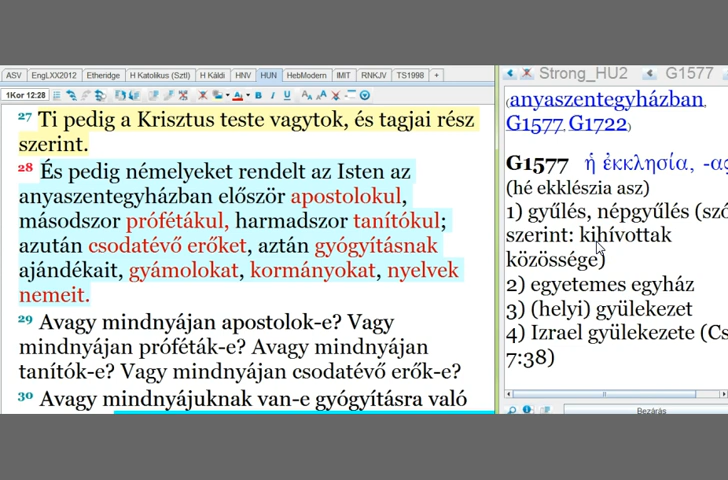 ASV EngLXX2012 Etheridge H Katolikus (Sztl) H Káldi HNV HUN HebModern IMIT RNKJV TS1998 +
1Kor 12:28
27 Ti pedig a Krisztus teste vagytok, és tagjai rész
szerint.
28 És pedig némelyeket rendelt az Isten az
anyaszentegyházban először apostolokul,
másodszor prófétákul, harmadszor tanítókul;
azután csodatévő erőket, aztán gyógyításnak
ajándékait, gyámolokat, kormányokat, nyelvek
nemeit.
29 Avagy mindnyájan apostolok-e? Vagy
mindnyájan próféták-e? Avagy mindnyájan
tanítók-e? Vagy mindnyájan csodatévő erők-e?
30 Avagy mindnyájuknak van-e gyógyításra való
Strong_HU2 G1577
(anyaszentegyházban,
G1577, G1722)
G1577 ἡ ἐκκλησία, -ας
(hé ekklészia asz)
1) gyűlés, népgyűlés (szó
szerint: kihívottak
közössége)
2) egyetemes egyház
3) (helyi) gyülekezet
4) Izrael gyülekezete (Cs
7:38)
Bezárás